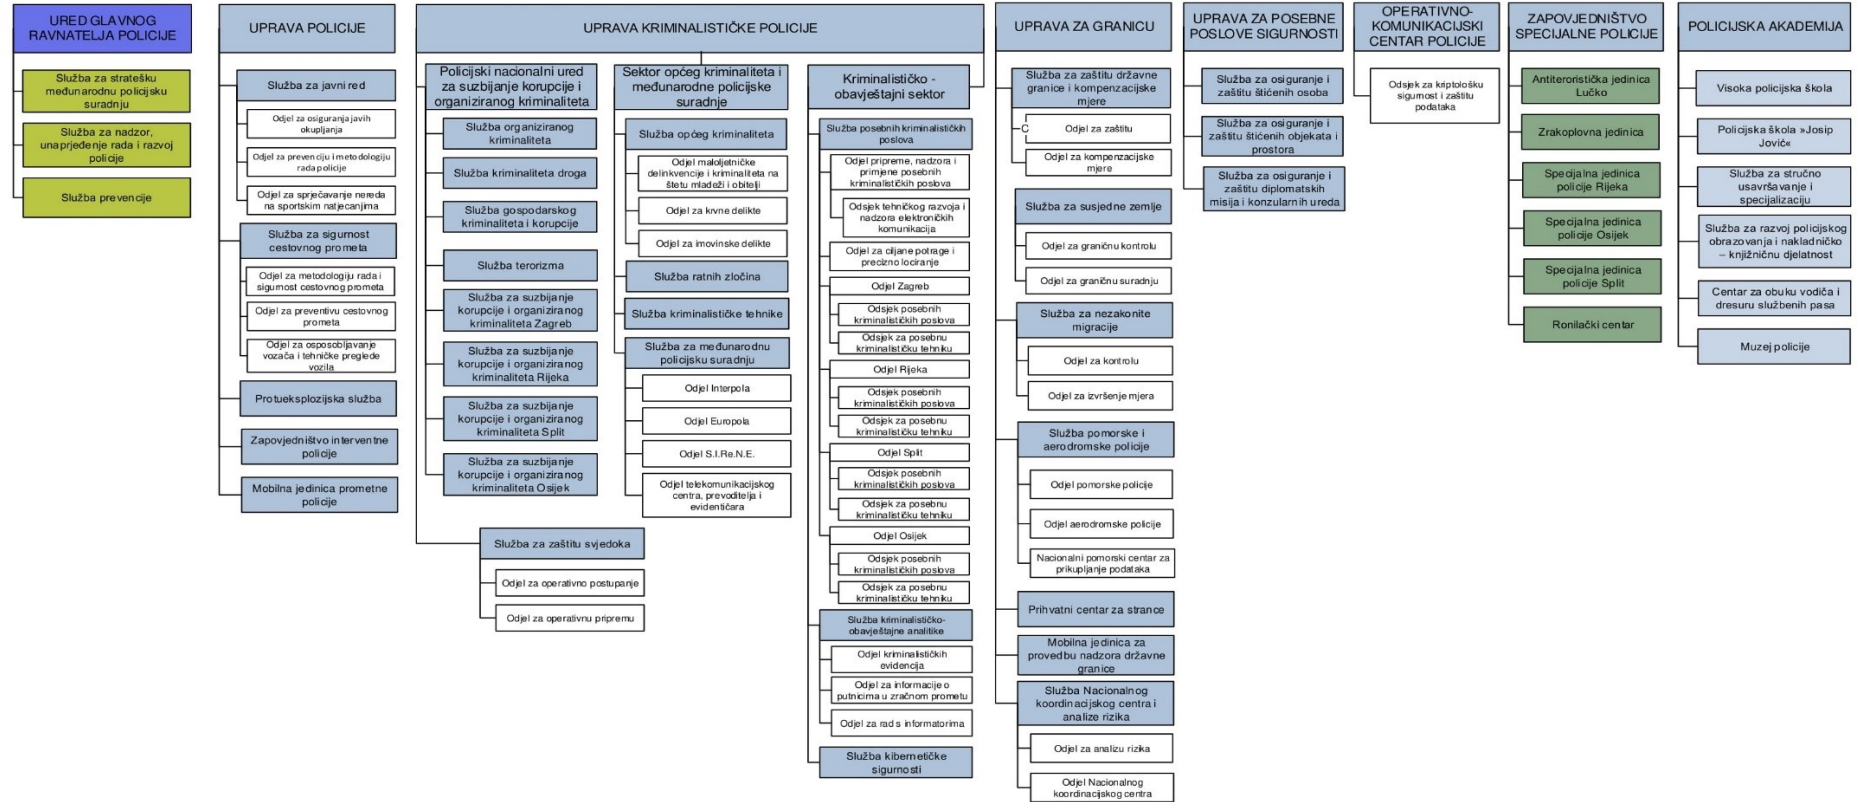 URED GLAVNOG
RAVNATELJA POLICIJE
Služba za stratešku
međunarodnu policijsku
suradnju
Služba za nadzor,
unaprjeđenje rada i razvoj
policije
Služba prevencije
UPRAVA POLICIJE
Služba za javni red
Odjel za osiguranja javih
okupljanja
Odjel za prevenciju i metodologiju
rada policije
Odjel za sprječavanje nereda
na sportskim natjecanjima
Služba za sigurnost
cestovnog prometa
Odjel za metodologiju rada i
sigurnost cestovnog prometa
Odjel za preventivu cestovnog
prometa
Odjel za osposobljavanje
vozača i tehničke preglede
vozila
Protueksplozijska služba
Zapovjedništvo interventne
policije
Mobilna jedinica prometne
policije
UPRAVA KRIMINALISTIČKE POLICIJE
Policijski nacionalni ured
za suzbijanje korupcije i
organiziranog kriminaliteta
Služba organiziranog
kriminaliteta
Služba kriminaliteta droga
Služba gospodarskog
kriminaliteta i korupcije
Služba terorizma
Služba za suzbijanje
korupcije i organiziranog
kriminaliteta Zagreb
Služba za suzbijanje
korupcije i organiziranog
kriminaliteta Rijeka
Služba za suzbijanje
korupcije i organiziranog
kriminaliteta Split
Služba za suzbijanje
korupcije i organiziranog
kriminaliteta Osijek
Služba za zaštitu svjedoka
Odjel za operativno postupanje
Odjel za operativnu pripremu
Sektor općeg kriminaliteta i
međunarodne policijske
suradnje
Služba općeg kriminaliteta
Odjel maloljetničke
delinkvencije i kriminaliteta na
štetu mladeži i obitelji
Odjel za krvne delikte
Odjel za imovinske delikte
Služba ratnih zločina
Služba kriminalističke tehnike
Služba za međunarodnu
policijsku suradnju
Odjel Interpola
Odjel Europola
Odjel S.I.Re.N.E.
Odjel telekomunikacijskog
centra, prevoditelja i
evidentičara
Kriminalističko -
obavještajni sektor
Služba posebnih kriminalističkih
poslova
Odjel pripreme, nadzora i
primjene posebnih
kriminalističkih poslova
Odsjek tehničkog razvoja i
nadzora elektroničkih
komunikacija
Odjel za ciljane potrage i
precizno lociranje
Odjel Zagreb
Odsjek posebnih
kriminalističkih poslova
Odsjek za posebnu
kriminalističku tehniku
Odjel Rijeka
Odsjek posebnih
kriminalističkih poslova
Odsjek za posebnu
kriminalističku tehniku
Odjel Split
Odsjek posebnih
kriminalističkih poslova
Odsjek za posebnu
kriminalističku tehniku
Odjel Osijek
Odsjek posebnih
kriminalističkih poslova
Odsjek za posebnu
kriminalističku tehniku
Služba kriminalističko-
obavještajne analitike
Odjel kriminalističkih
evidencija
Odjel za informacije o
putnicima u zračnom prometu
Odjel za rad s informatorima
Služba kibernetičke
sigurnosti
UPRAVA ZA GRANICU
Služba za zaštitu državne
granice i kompenzacijske
mjere
C
Odjel za zaštitu
Odjel za kompenzacijske
mjere
Služba za susjedne zemlje
Odjel za graničnu kontrolu
Odjel za graničnu suradnju
Služba za nezakonite
migracije
Odjel za kontrolu
Odjel za izvršenje mjera
Služba pomorske i
aerodromske policije
Odjel pomorske policije
Odjel aerodromske policije
Nacionalni pomorski centar za
prikupljanje podataka
Prihvatni centar za strance
Mobilna jedinica za
provedbu nadzora državne
granice
Služba Nacionalnog
koordinacijskog centra i
analize rizika
Odjel za analizu rizika
Odjel Nacionalnog
koordinacijskog centra
UPRAVA ZA POSEBNE
POSLOVE SIGURNOSTI
Služba za osiguranje i
zaštitu štićenih osoba
Služba za osiguranje i
zaštitu štićenih objekata i
prostora
Služba za osiguranje i
zaštitu diplomatskih
misija i konzularnih ureda
OPERATIVNO-
KOMUNIKACIJSKI
CENTAR POLICIJE
Odsjek za kriptološku
sigurnost i zaštitu
podataka
ZAPOVJEDNIŠTVO
SPECIJALNE POLICIJE
Antiteroristička jedinica
Lučko
Zrakoplovna jedinica
Specijalna jedinica
policije Rijeka
Specijalna jedinica
policije Osijek
Specijalna jedinica
policije Split
Ronilački centar
POLICIJSKA AKADEMIJA
Visoka policijska škola
Policijska škola »Josip
Jović«
Služba za stručno
usavršavanje i
specijalizaciju
Služba za razvoj policijskog
obrazovanja i nakladničko
– knjižničnu djelatnost
Centar za obuku vodiča i
dresuru službenih pasa
Muzej policije